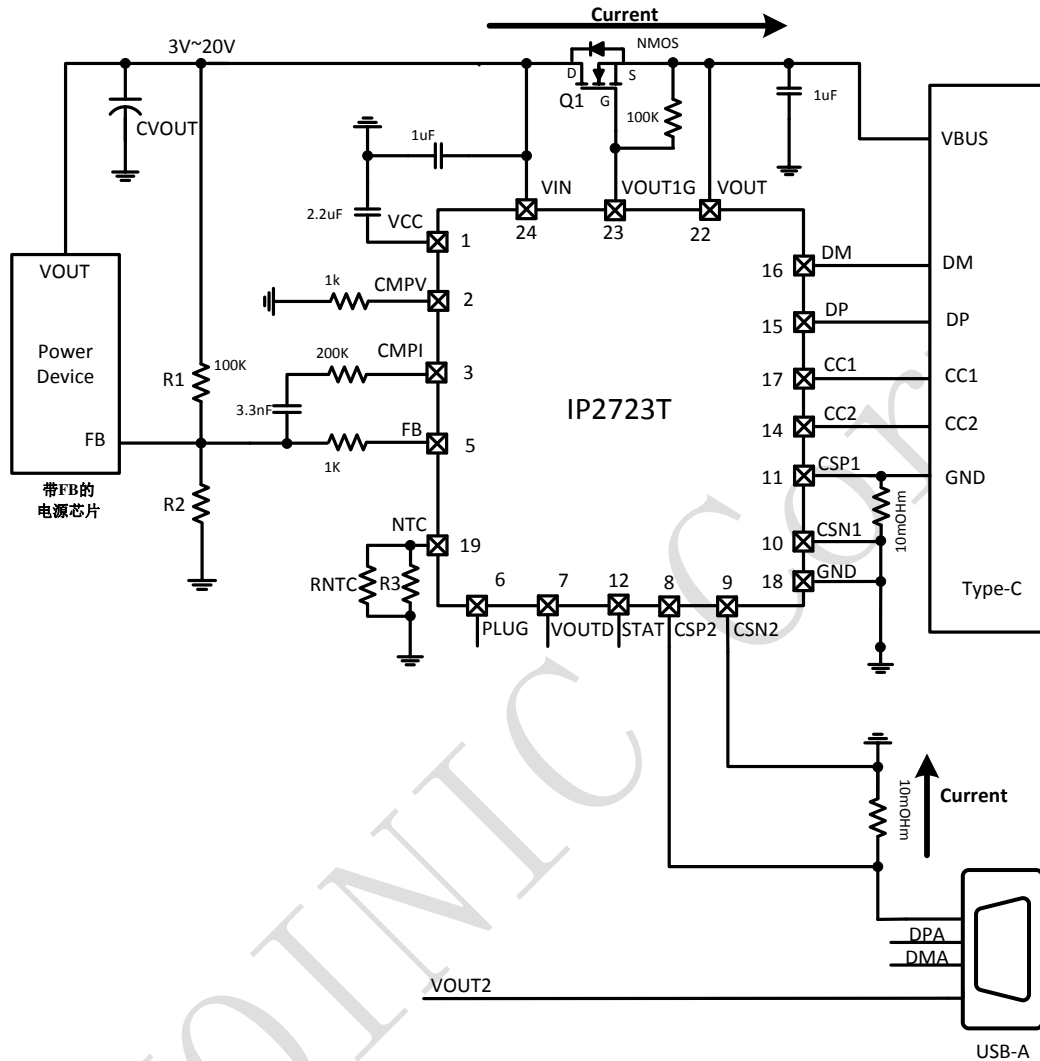 Current
3V~20V
NMOS
D
S
G
Q1
CVOUT
1uF
100K
1uF
VBUS
2.2uF
VCC
VIN
VOUT1G
VOUT
1
24
23
22
VOUT
1k
CMPV
2
16
DM
DM
Power
Device
R1
100K
200K
CMPI
3
15
DP
DP
3.3nF
IP2723T
17
CC1
CC1
FB
1K
FB
5
14
CC2
CC2
带FB的
电源芯片
R2
11
CSP1
GND
10mOHm
NTC
19
10
CSN1
RNTC
R3
18
GND
Type-C
6
7
12
8
9
PLUG
VOUTD
STAT
CSP2
CSN2
10mOHm
Current
DPA
DMA
VOUT2
USB-A
OINIC Cor